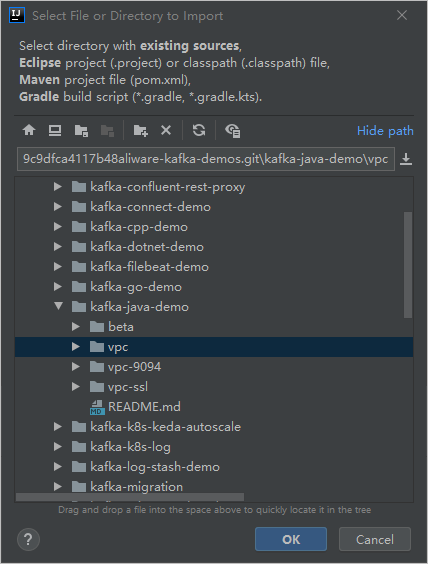 Select File or Directory to Import
Select directory with existing sources,
Eclipse project (.project) or classpath (.classpath) file,
Maven project file (pom.xml),
Gradle build script (*.gradle, *.gradle.kts).
Hide path
9c9dfca4117b48aliware-kafka-demos.git\kafka-java-demo\vpc
kafka-confluent-rest-proxy
kafka-connect-demo
kafka-cpp-demo
kafka-dotnet-demo
kafka-filebeat-demo
kafka-go-demo
kafka-java-demo
beta
vpc
vpc-9094
vpc-ssl
README.md
kafka-k8s-keda-autoscale
kafka-k8s-log
kafka-log-stash-demo
kafka-migration
Drag and drop a file into the space above to quickly locate it in the tree
? OK Cancel